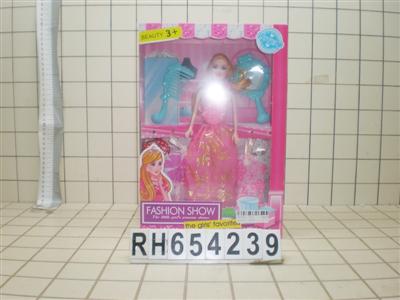 BEAUTY 3+
FASHION SHOW
the girls' favorite
RH654239